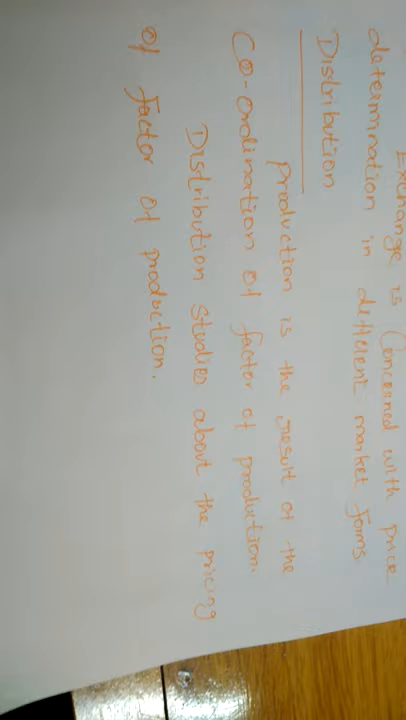 Exchange is Concerned with price
determination in different market forms.
Distribution
Production is the result of the
Co-ordination of factor of production.
Distribution Studies about the pricing
of factor of production.